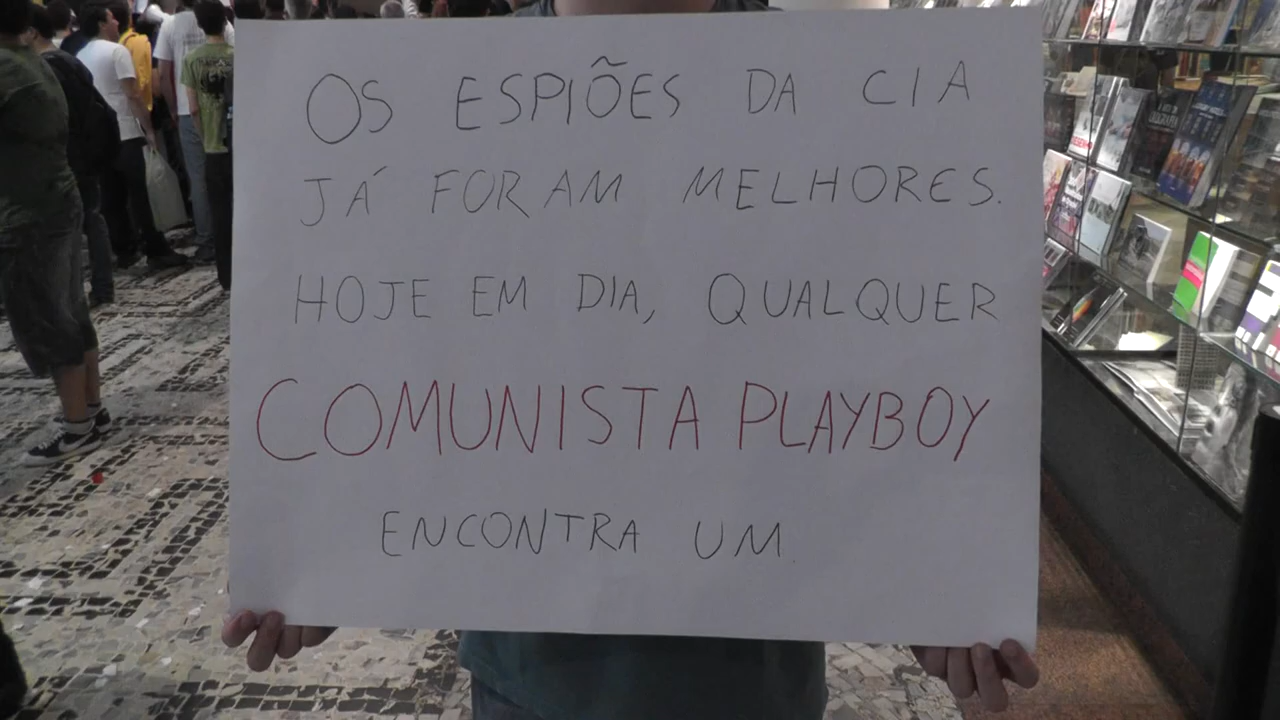 OS ESPIÕES DA CIA
JÁ FORAM MELHORES.
HOJE EM DIA, QUALQUER
COMUNISTA PLAYBOY
ENCONTRA UM